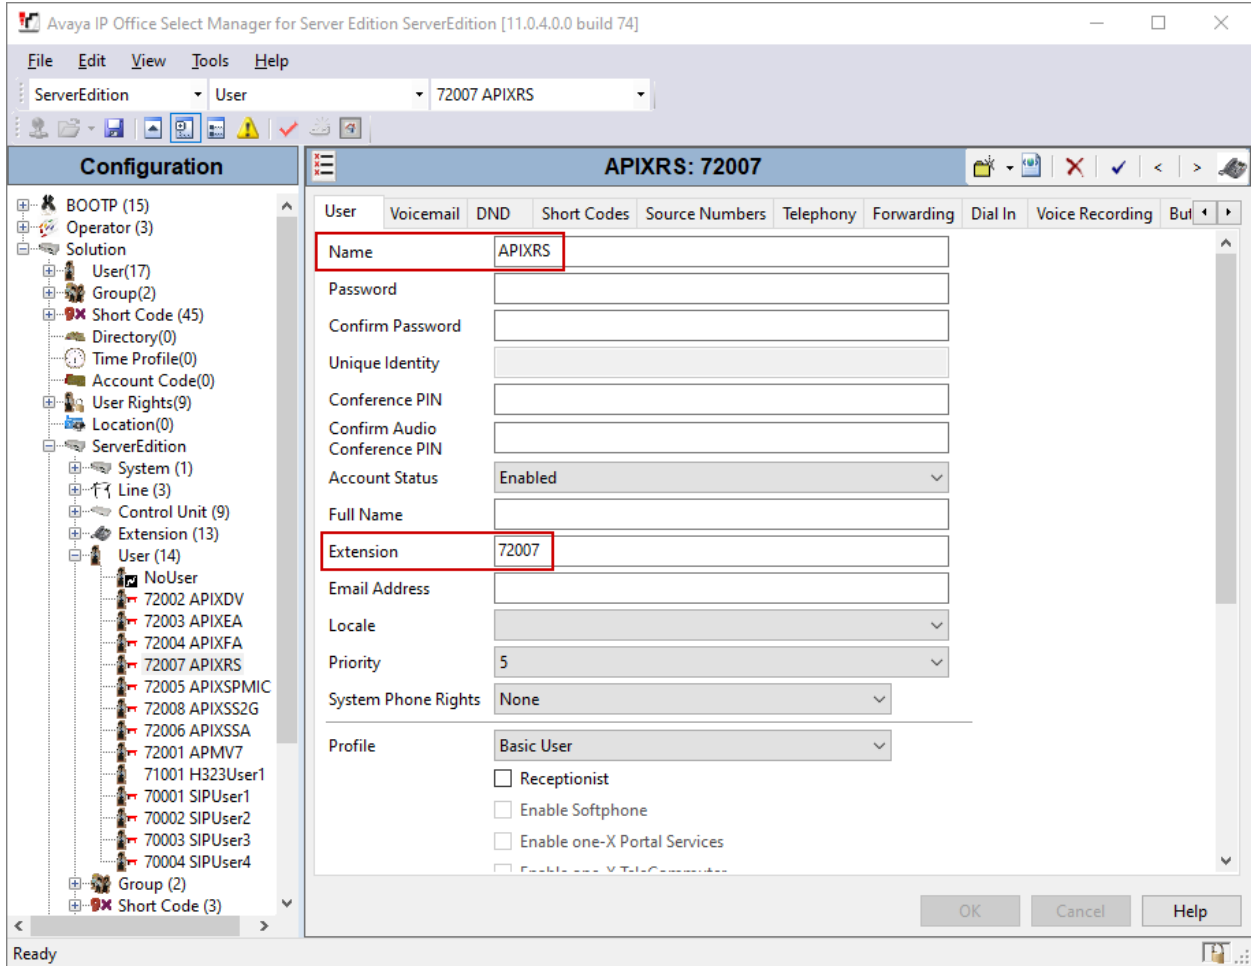 Avaya IP Office Select Manager for Server Edition ServerEdition [11.0.4.0.0 build 74]
File Edit View Tools Help
ServerEdition User 72007 APIXRS
Configuration
BOOTP (15)
Operator (3)
Solution
User(17)
Group(2)
Short Code (45)
Directory(0)
Time Profile(0)
Account Code(0)
User Rights(9)
Location(0)
ServerEdition
System (1)
Line (3)
Control Unit (9)
Extension (13)
User (14)
NoUser
72002 APIXDV
72003 APIXEA
72004 APIXFA
72007 APIXRS
72005 APIXSPMIC
72008 APIXSS2G
72006 APIXSSA
72001 APMV7
71001 H323User1
70001 SIPUser1
70002 SIPUser2
70003 SIPUser3
70004 SIPUser4
Group (2)
Short Code (3)
APIXRS: 72007
User Voicemail DND Short Codes Source Numbers Telephony Forwarding Dial In Voice Recording But
Name APIXRS
Password
Confirm Password
Unique Identity
Conference PIN
Confirm Audio
Conference PIN
Account Status Enabled
Full Name
Extension 72007
Email Address
Locale
Priority 5
System Phone Rights None
Profile Basic User
Receptionist
Enable Softphone
Enable one-X Portal Services
Enable one-X TeleCommuter
OK Cancel Help
Ready